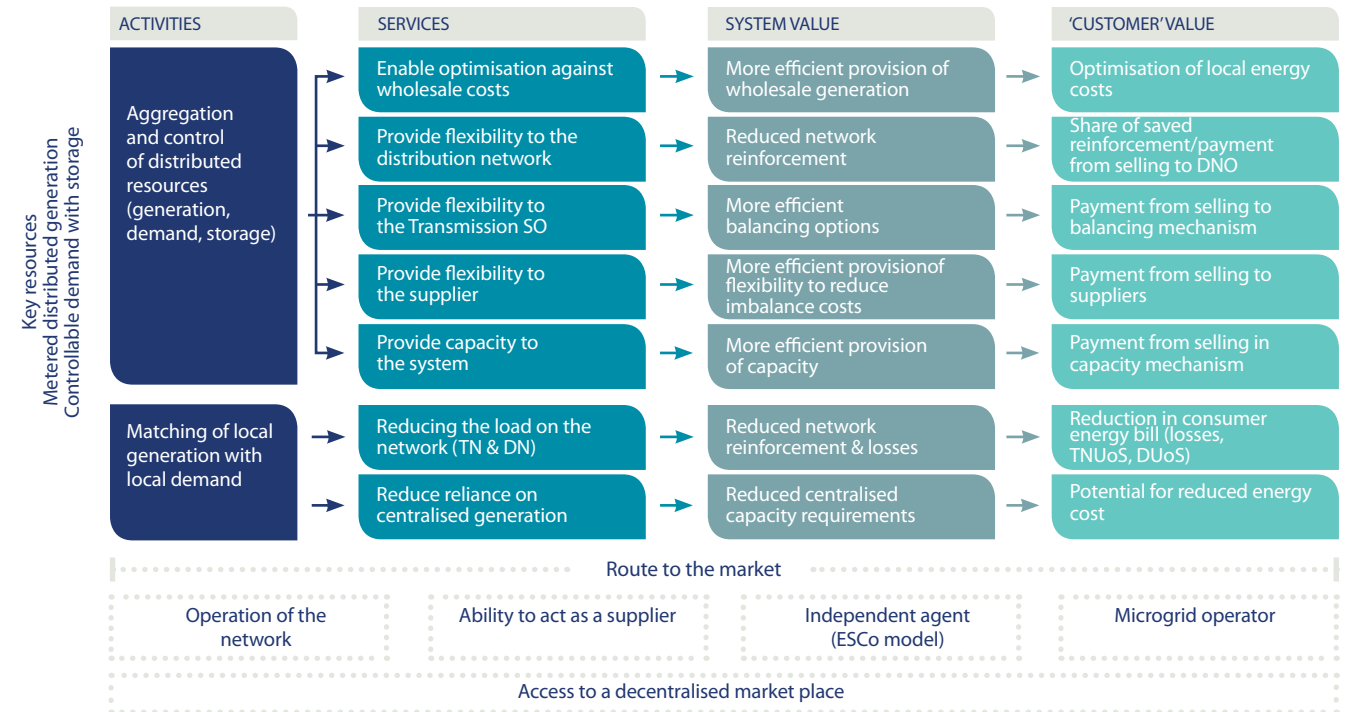 ACTIVITIES
SERVICES
SYSTEM VALUE
‘CUSTOMER’ VALUE
Key resources
Metered distributed generation
Controllable demand with storage
Aggregation
and control
of distributed
resources
(generation,
demand, storage)
Enable optimisation against
wholesale costs
More efficient provision of
wholesale generation
Optimisation of local energy
costs
Provide flexibility to the
distribution network
Reduced network
reinforcement
Share of saved
reinforcement/payment
from selling to DNO
Provide flexibility to
the Transmission SO
More efficient
balancing options
Payment from selling to
balancing mechanism
Provide flexibility to
the supplier
More efficient provisionof
flexibility to reduce
imbalance costs
Payment from selling to
suppliers
Provide capacity to
the system
More efficient provision
of capacity
Payment from selling in
capacity mechanism
Matching of local
generation with
local demand
Reducing the load on the
network (TN & DN)
Reduced network
reinforcement & losses
Reduction in consumer
energy bill (losses,
TNUoS, DUoS)
Reduce reliance on
centralised generation
Reduced centralised
capacity requirements
Potential for reduced energy
cost
Route to the market
Operation of the
network
Ability to act as a supplier
Independent agent
(ESCo model)
Microgrid operator
Access to a decentralised market place